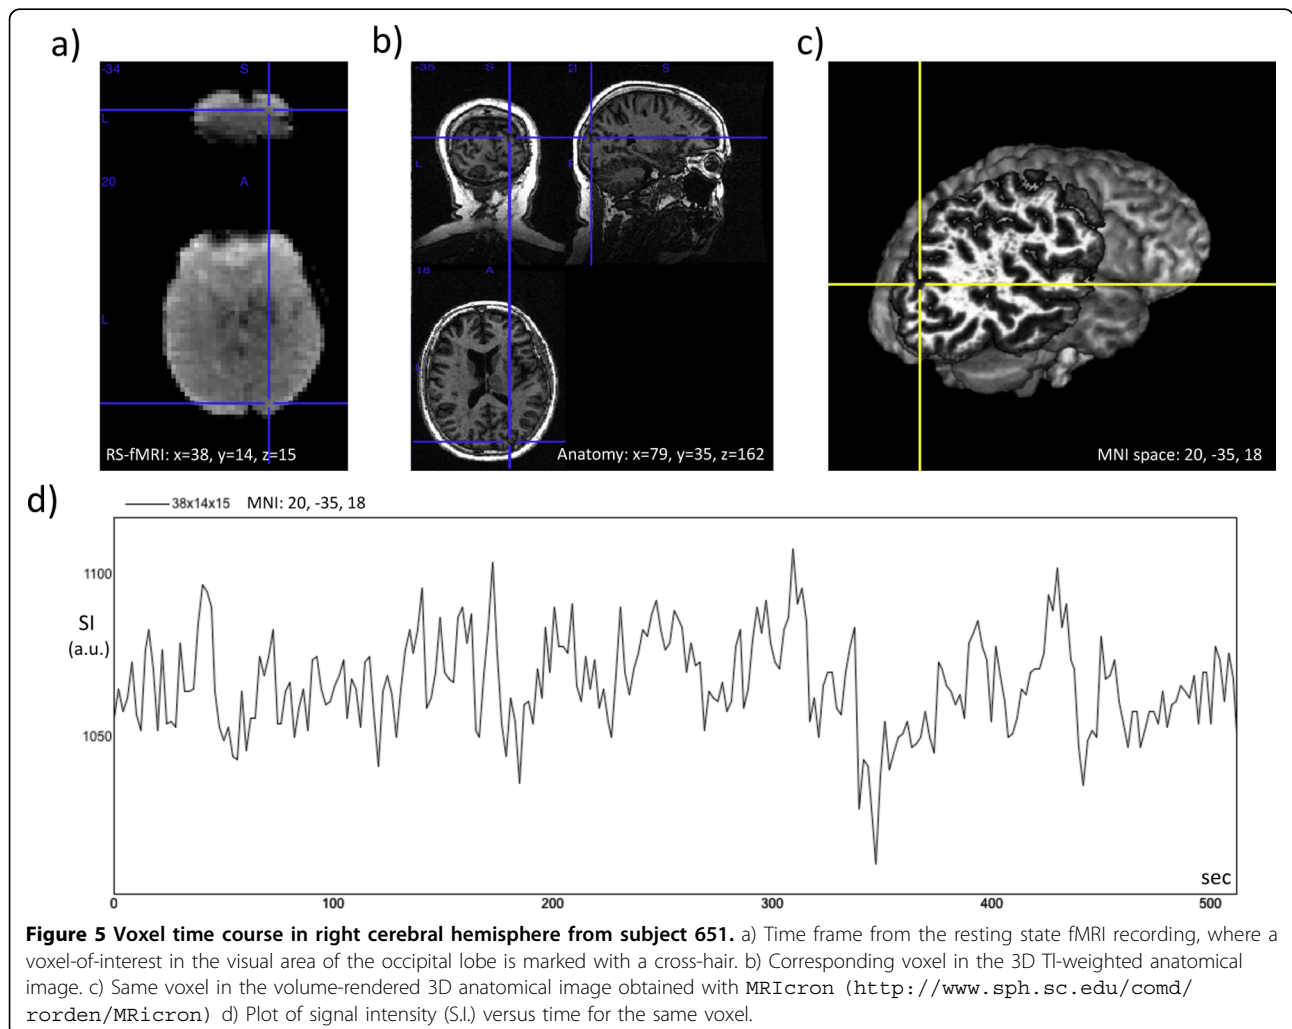 a)
b)
c)
-34
S
L
20
A
L
RS-fMRI: x=38, y=14, z=15
-35
S
21
S
L
P
18
A
Anatomy: x=79, y=35, z=162
MNI space: 20, -35, 18
d)
38x14x15 MNI: 20, -35, 18
1100
SI
(a.u.)
1050
sec
0 100 200 300 400 500
Figure 5 Voxel time course in right cerebral hemisphere from subject 651. a) Time frame from the resting state fMRI recording, where a
voxel-of-interest in the visual area of the occipital lobe is marked with a cross-hair. b) Corresponding voxel in the 3D TI-weighted anatomical
image. c) Same voxel in the volume-rendered 3D anatomical image obtained with MRIcron (http://www.sph.sc.edu/comd/
rorden/MRicron) d) Plot of signal intensity (S.I.) versus time for the same voxel.